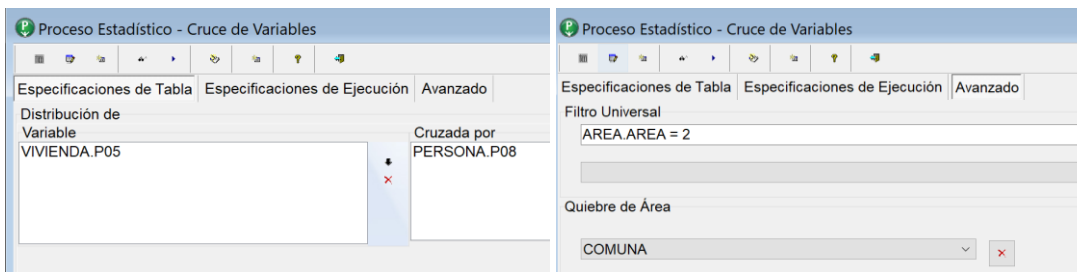 Proceso Estadístico - Cruce de Variables
Especificaciones de Tabla Especificaciones de Ejecución Avanzado
Distribución de
Variable Cruzada por
VIVIENDA.P05 PERSONA.P08
Proceso Estadístico - Cruce de Variables
Especificaciones de Tabla Especificaciones de Ejecución Avanzado
Filtro Universal
AREA.AREA = 2
Quiebre de Área
COMUNA